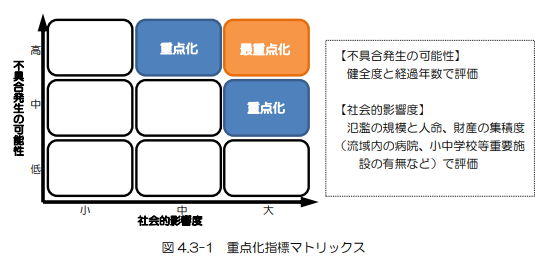 不具合発生の可能性
高
中
低
重点化
最重点化
重点化
小
中
大
社会的影響度
【不具合発生の可能性】
健全度と経過年数で評価
【社会的影響度】
氾濫の規模と人命、財産の集積度
(流域内の病院、小中学校等重要施
設の有無など)で評価
図 4.3-1 重点化指標マトリックス